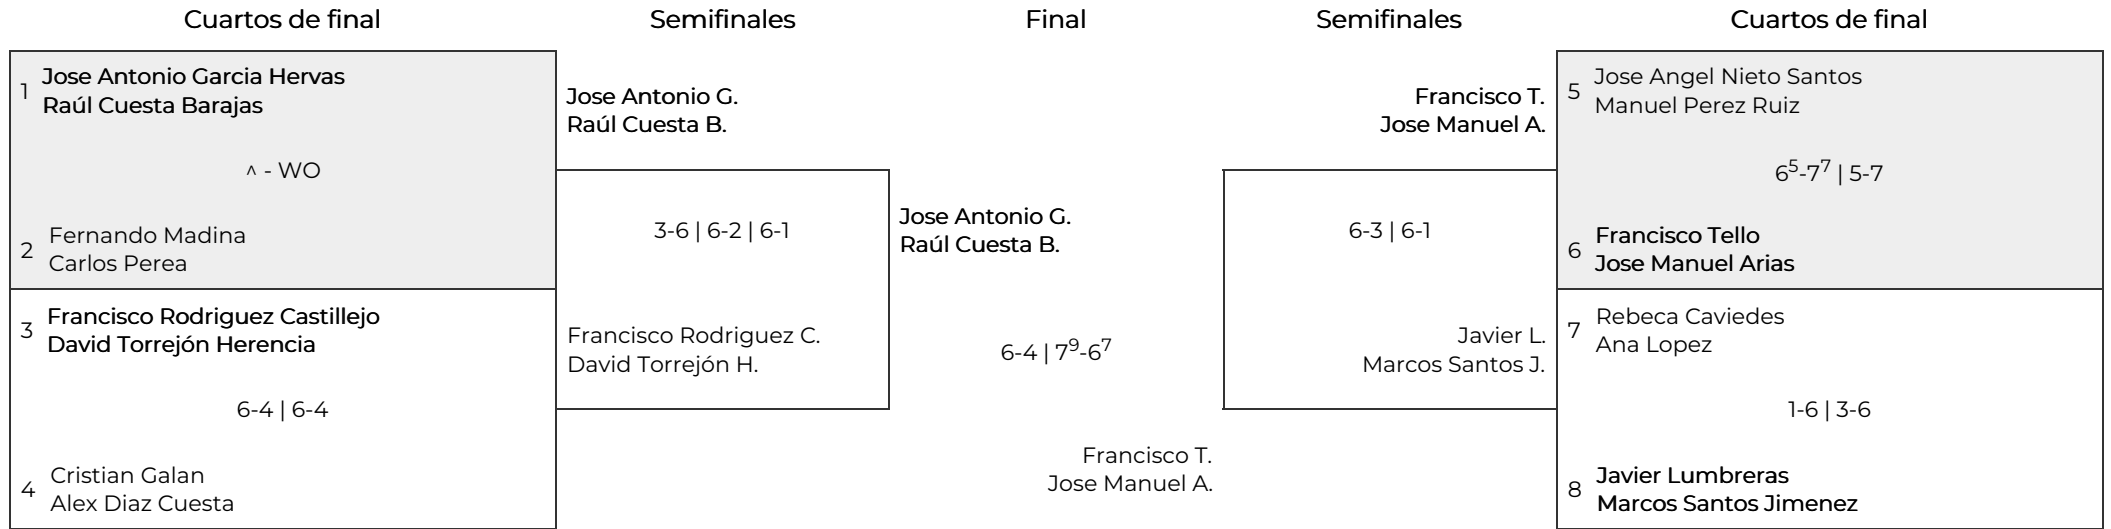 Cuartos de final
Semifinales
Final
Semifinales
Cuartos de final
1
Jose Antonio Garcia Hervas
Raúl Cuesta Barajas
^ - WO
2
Fernando Madina
Carlos Perea
3
Francisco Rodriguez Castillejo
David Torrejón Herencia
6-4 | 6-4
4
Cristian Galan
Alex Diaz Cuesta
Jose Antonio G.
Raúl Cuesta B.
3-6 | 6-2 | 6-1
Francisco Rodriguez C.
David Torrejón H.
Jose Antonio G.
Raúl Cuesta B.
6-4 | 7⁹-6⁷
Francisco T.
Jose Manuel A.
Francisco T.
Jose Manuel A.
6-3 | 6-1
Javier L.
Marcos Santos J.
5
Jose Angel Nieto Santos
Manuel Perez Ruiz
6⁵-7⁷ | 5-7
6
Francisco Tello
Jose Manuel Arias
7
Rebeca Caviedes
Ana Lopez
1-6 | 3-6
8
Javier Lumbreras
Marcos Santos Jimenez